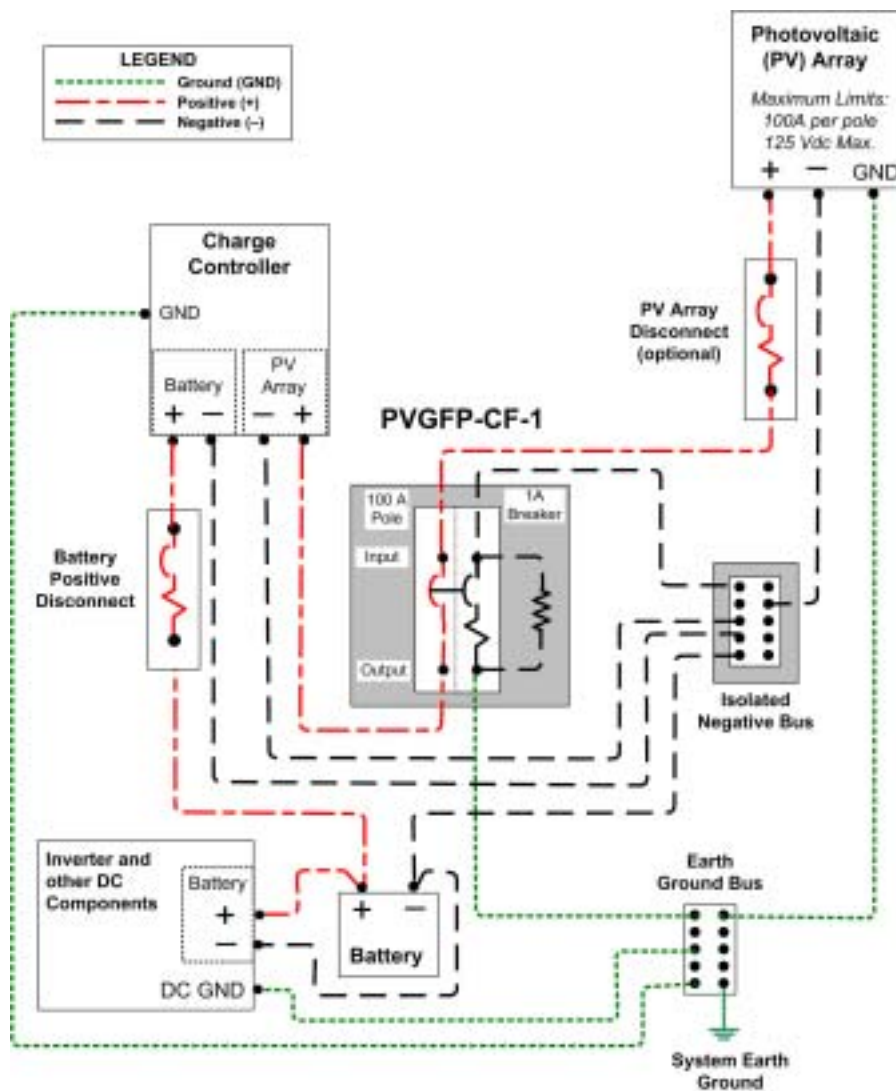 LEGEND
Ground (GND)
Positive (+)
Negative (–)
Photovoltaic
(PV) Array
Maximum Limits:
100A per pole
125 Vdc Max.
+ − GND
Charge
Controller
GND
Battery
+ −
PV
Array
− +
PV Array
Disconnect
(optional)
PVGFP-CF-1
100 A
Pole
1A
Breaker
Input
Output
Battery
Positive
Disconnect
Isolated
Negative Bus
Inverter and
other DC
Components
Battery
+
−
DC GND
+ −
Battery
Earth
Ground Bus
System Earth
Ground